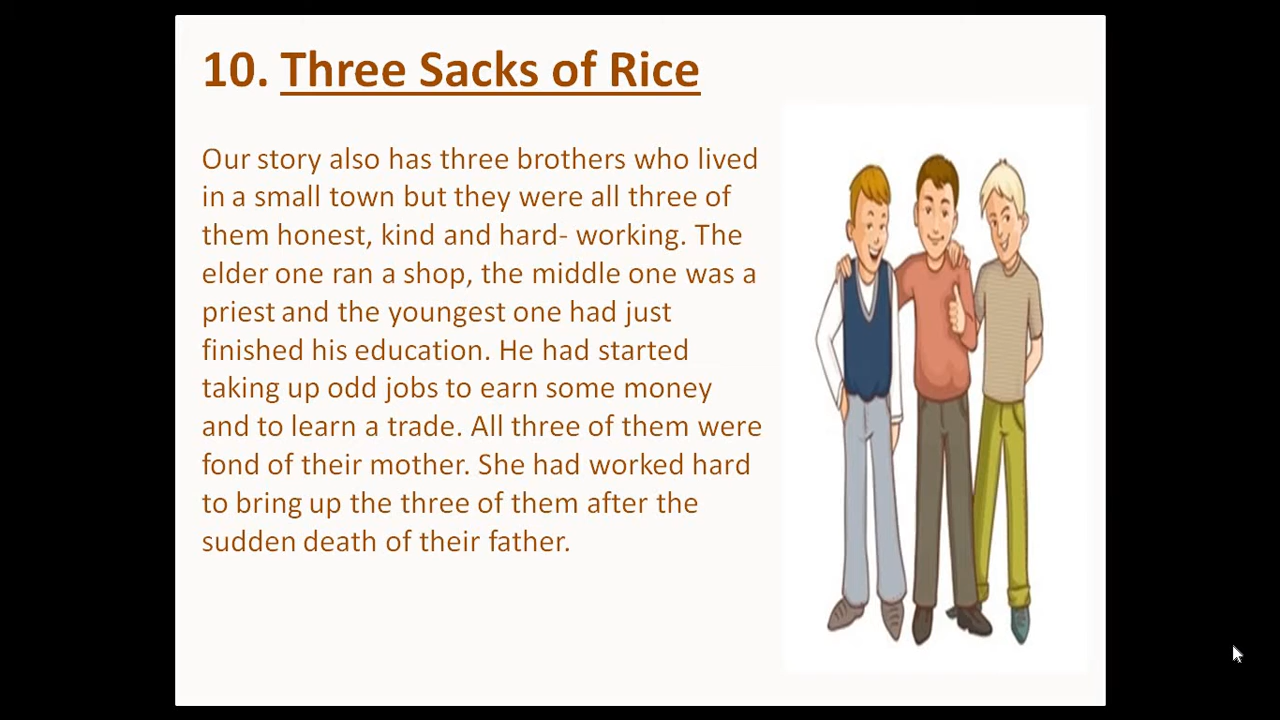 10. Three Sacks of Rice
Our story also has three brothers who lived
in a small town but they were all three of
them honest, kind and hard- working. The
elder one ran a shop, the middle one was a
priest and the youngest one had just
finished his education. He had started
taking up odd jobs to earn some money
and to learn a trade. All three of them were
fond of their mother. She had worked hard
to bring up the three of them after the
sudden death of their father.